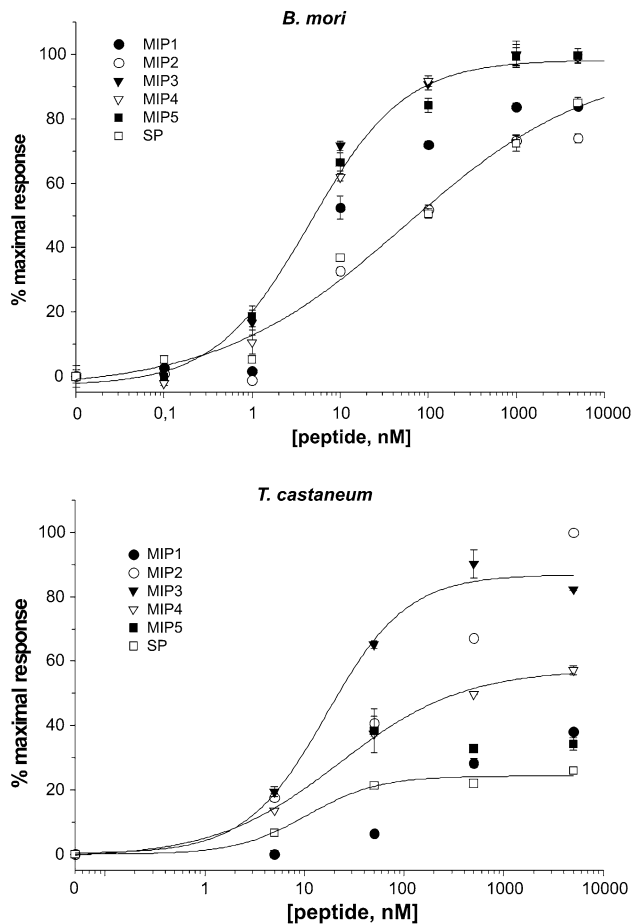 B. mori
MIP1
MIP2
MIP3
MIP4
MIP5
SP
% maximal response
100
80
60
40
20
0
0 0,1 1 10 100 1000 10000
[peptide, nM]
T. castaneum
MIP1
MIP2
MIP3
MIP4
MIP5
SP
% maximal response
100
80
60
40
20
0
0 1 10 100 1000 10000
[peptide, nM]